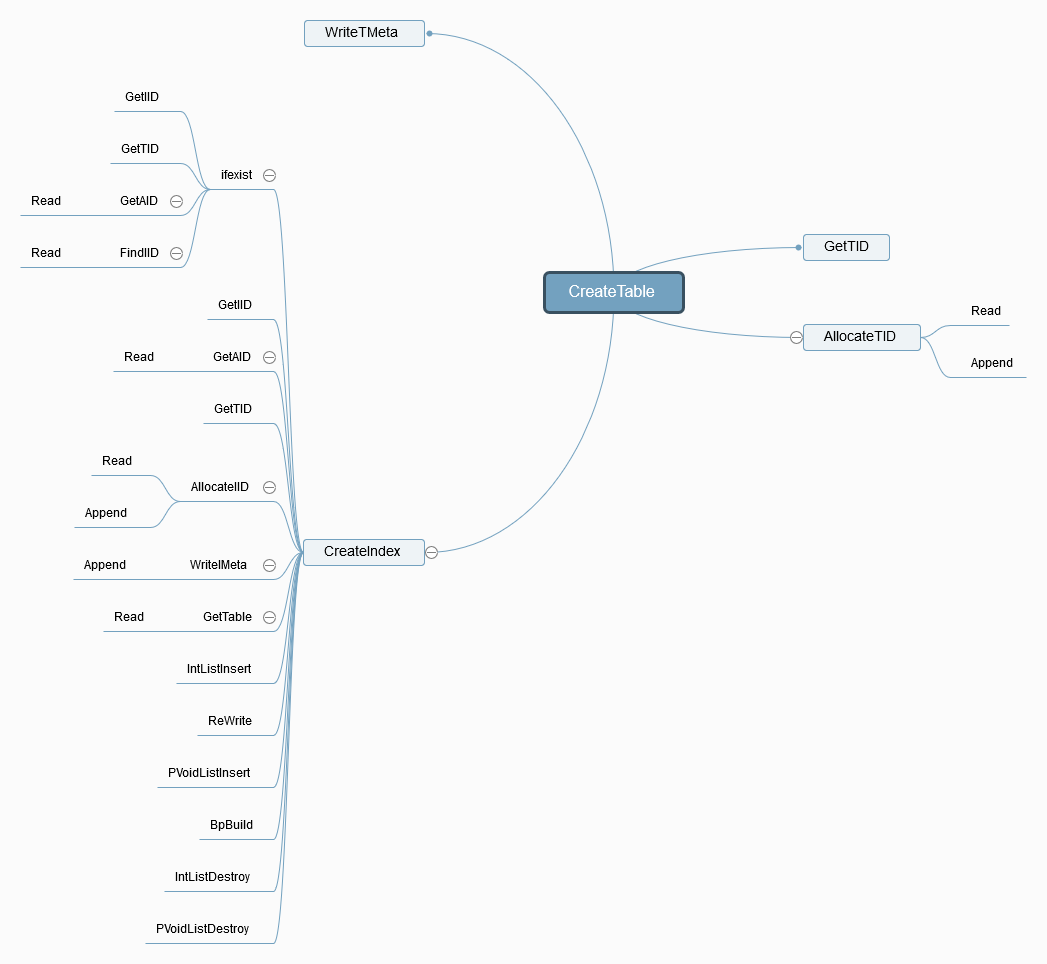 WriteTMeta
GetIID
GetTID
ifexist
Read
GetAID
Read
FindIID
GetIID
Read
GetAID
GetTID
Read
AllocateIID
Append
CreateIndex
Append
WriteIMeta
Read
GetTable
IntListInsert
ReWrite
PVoidListInsert
BpBuild
IntListDestroy
PVoidListDestroy
CreateTable
GetTID
AllocateTID
Read
Append